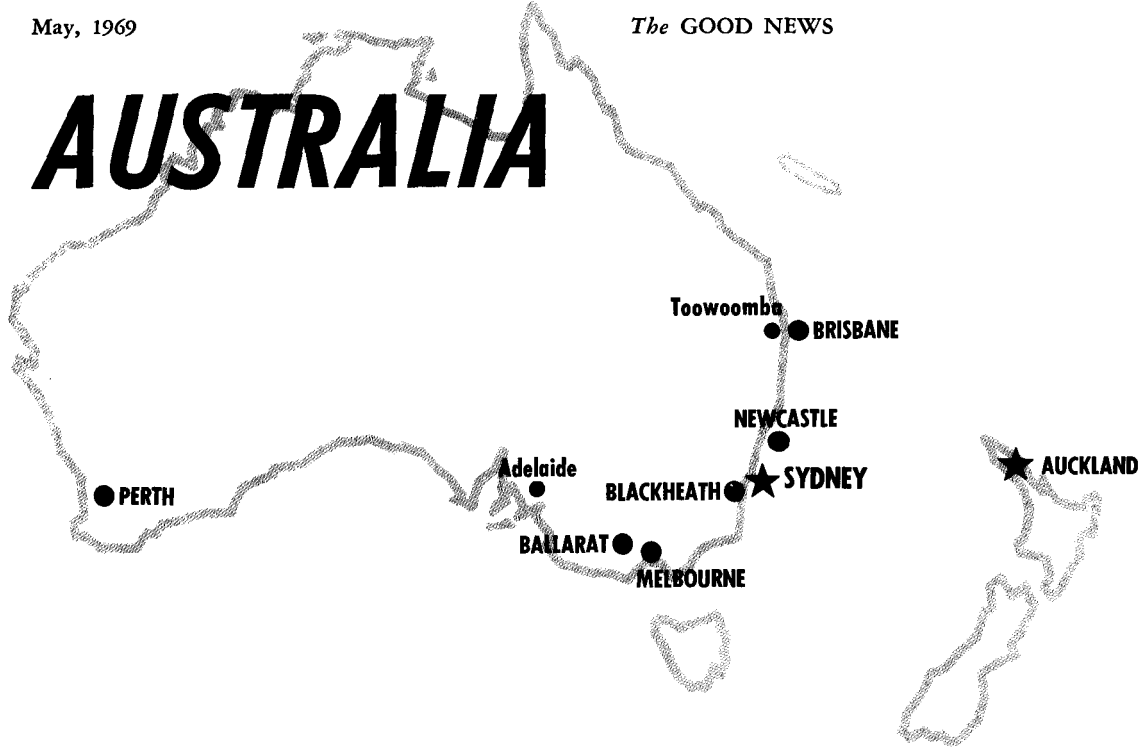 May, 1969
The GOOD NEWS
AUSTRALIA
Toowoomba
BRISBANE
NEWCASTLE
Adelaide
SYDNEY
AUCKLAND
PERTH
BLACKHEATH
BALLARAT
MELBOURNE